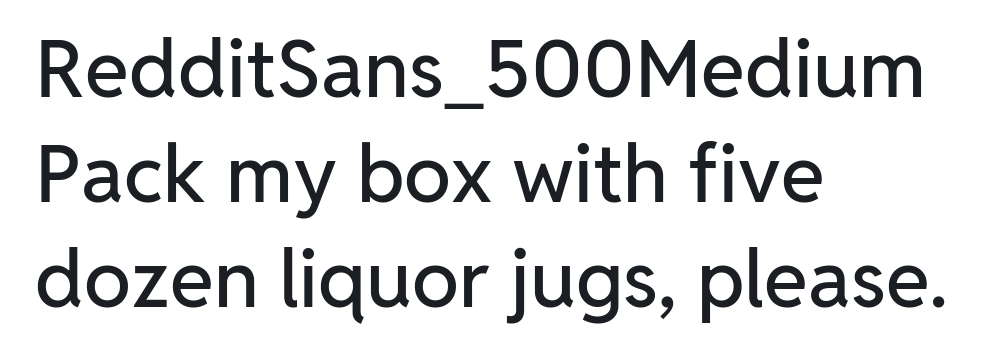 RedditSans_500Medium
Pack my box with five
dozen liquor jugs, please.